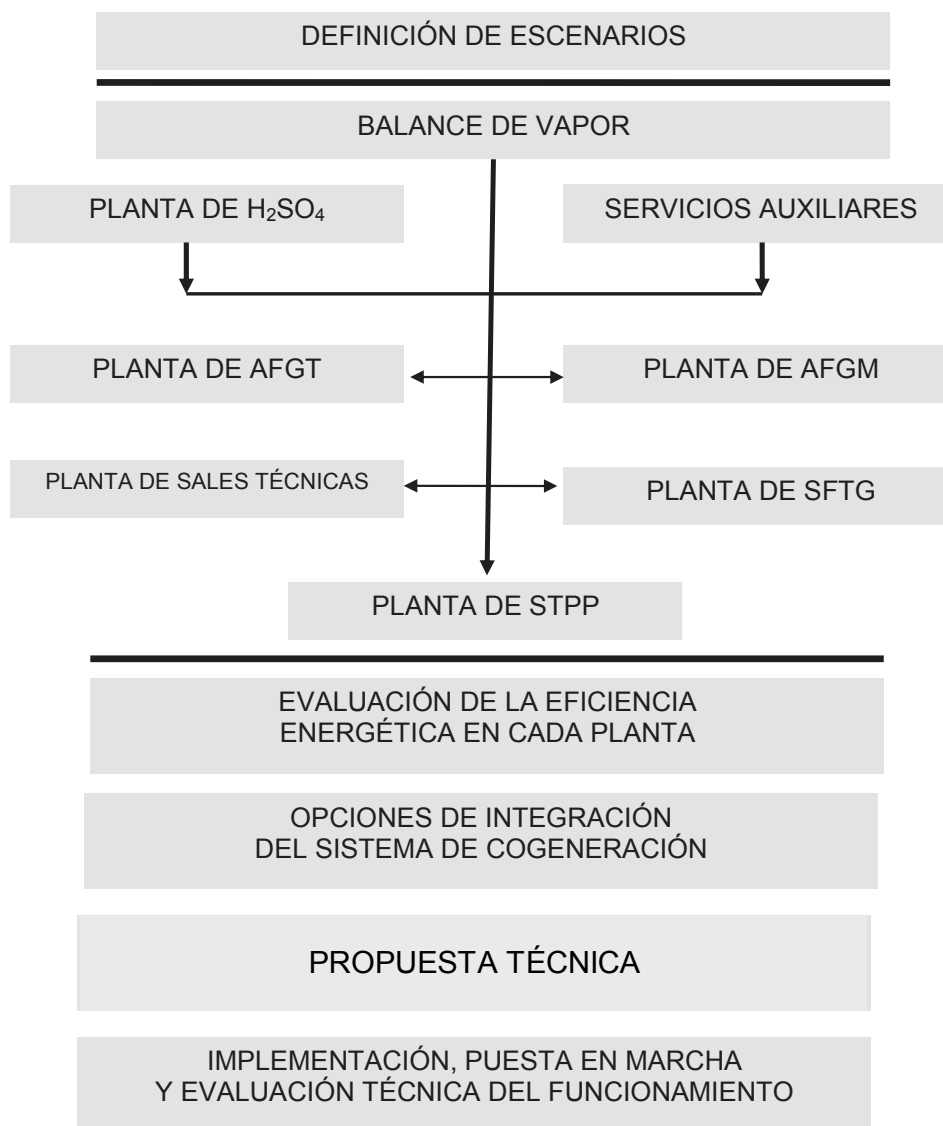 DEFINICIÓN DE ESCENARIOS
BALANCE DE VAPOR
PLANTA DE H₂SO₄
SERVICIOS AUXILIARES
PLANTA DE AFGT
PLANTA DE AFGM
PLANTA DE SALES TÉCNICAS
PLANTA DE SFTG
PLANTA DE STPP
EVALUACIÓN DE LA EFICIENCIA
ENERGÉTICA EN CADA PLANTA
OPCIONES DE INTEGRACIÓN
DEL SISTEMA DE COGENERACIÓN
PROPUESTA TÉCNICA
IMPLEMENTACIÓN, PUESTA EN MARCHA
Y EVALUACIÓN TÉCNICA DEL FUNCIONAMIENTO